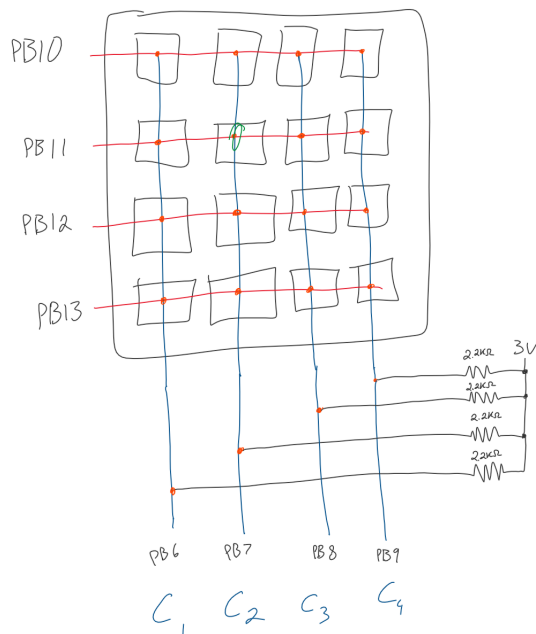 PB10
PB11
PB12
PB13
2.2KΩ 3V
2.2KΩ
2.2KΩ
2.2KΩ
PB6 PB7 PB8 PB9
C1 C2 C3 C4